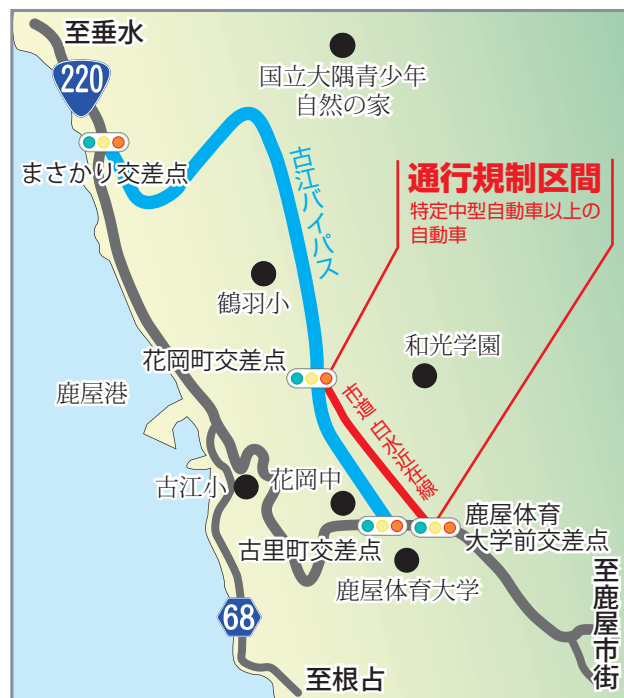 至垂水
220
国立大隅青少年
自然の家
まさかり交差点
古江バイパス
通行規制区間
特定中型自動車以上の
自動車
鶴羽小
花岡町交差点
和光学園
鹿屋港
市道 白水近在線
古江小
花岡中
鹿屋体育
大学前交差点
古里町交差点
鹿屋体育大学
至鹿屋市街
68
至根占